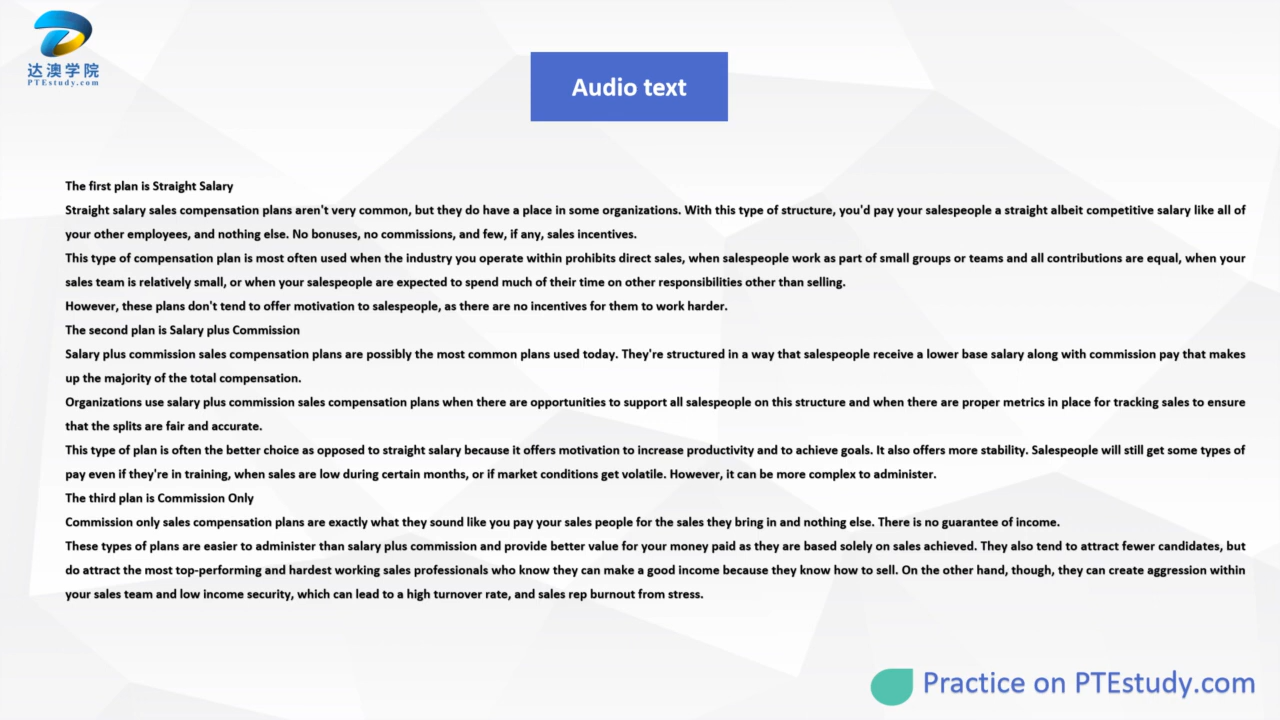 达澳学院
PTEstudy.com
Audio text
The first plan is Straight Salary
Straight salary sales compensation plans aren't very common, but they do have a place in some organizations. With this type of structure, you'd pay your salespeople a straight albeit competitive salary like all of
your other employees, and nothing else. No bonuses, no commissions, and few, if any, sales incentives.
This type of compensation plan is most often used when the industry you operate within prohibits direct sales, when salespeople work as part of small groups or teams and all contributions are equal, when your
sales team is relatively small, or when your salespeople are expected to spend much of their time on other responsibilities other than selling.
However, these plans don't tend to offer motivation to salespeople, as there are no incentives for them to work harder.
The second plan is Salary plus Commission
Salary plus commission sales compensation plans are possibly the most common plans used today. They're structured in a way that salespeople receive a lower base salary along with commission pay that makes
up the majority of the total compensation.
Organizations use salary plus commission sales compensation plans when there are opportunities to support all salespeople on this structure and when there are proper metrics in place for tracking sales to ensure
that the splits are fair and accurate.
This type of plan is often the better choice as opposed to straight salary because it offers motivation to increase productivity and to achieve goals. It also offers more stability. Salespeople will still get some types of
pay even if they're in training, when sales are low during certain months, or if market conditions get volatile. However, it can be more complex to administer.
The third plan is Commission Only
Commission only sales compensation plans are exactly what they sound like you pay your sales people for the sales they bring in and nothing else. There is no guarantee of income.
These types of plans are easier to administer than salary plus commission and provide better value for your money paid as they are based solely on sales achieved. They also tend to attract fewer candidates, but
do attract the most top-performing and hardest working sales professionals who know they can make a good income because they know how to sell. On the other hand, though, they can create aggression within
your sales team and low income security, which can lead to a high turnover rate, and sales rep burnout from stress.
Practice on PTEstudy.com